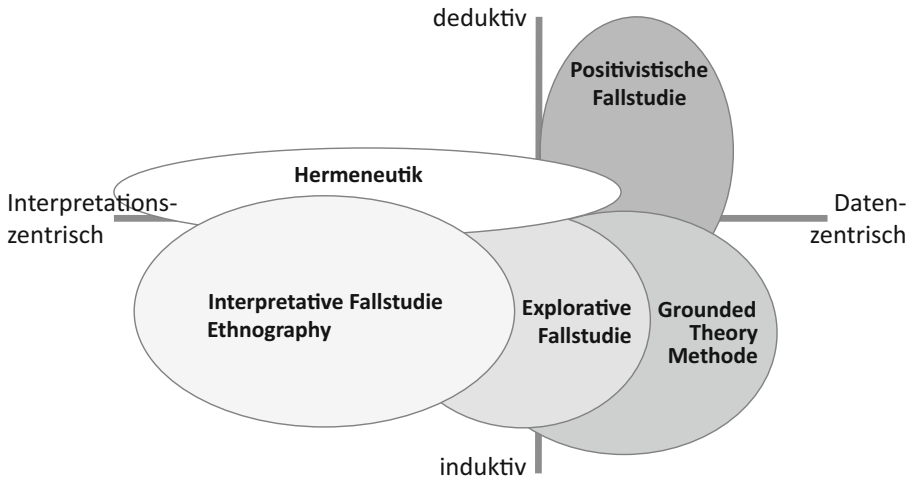 deduktiv
Positivistische
Fallstudie
Hermeneutik
Interpretations-
zentrisch
Daten-
zentrisch
Interpretative Fallstudie
Ethnography
Explorative
Fallstudie
Grounded
Theory
Methode
induktiv